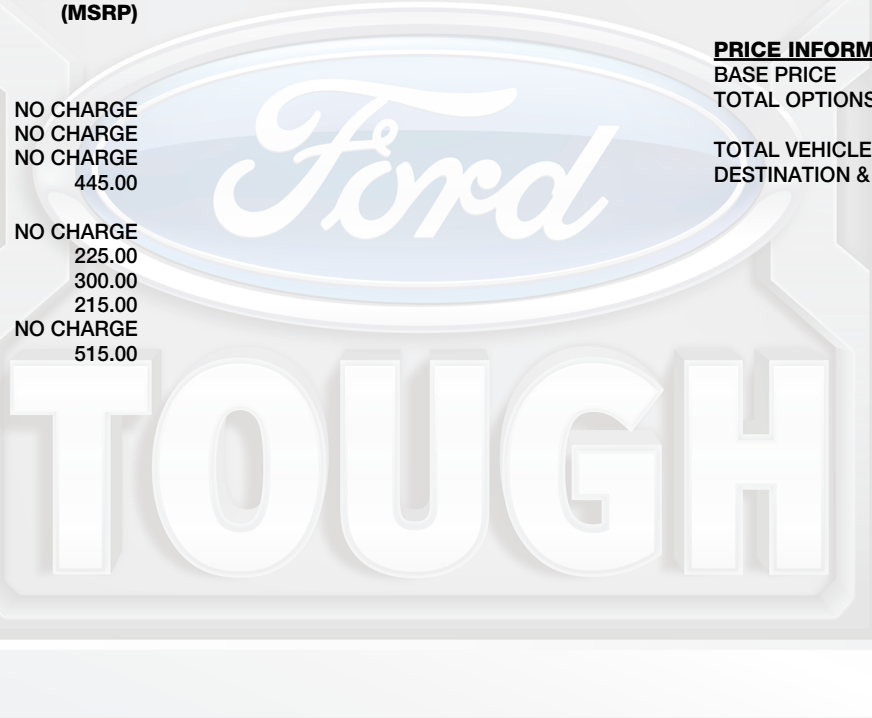 (MSRP)
NO CHARGE
NO CHARGE
NO CHARGE
445.00
NO CHARGE
225.00
300.00
215.00
NO CHARGE
515.00
PRICE INFORM
BASE PRICE
TOTAL OPTIONS
TOTAL VEHICLE
DESTINATION &
Ford
TOUGH